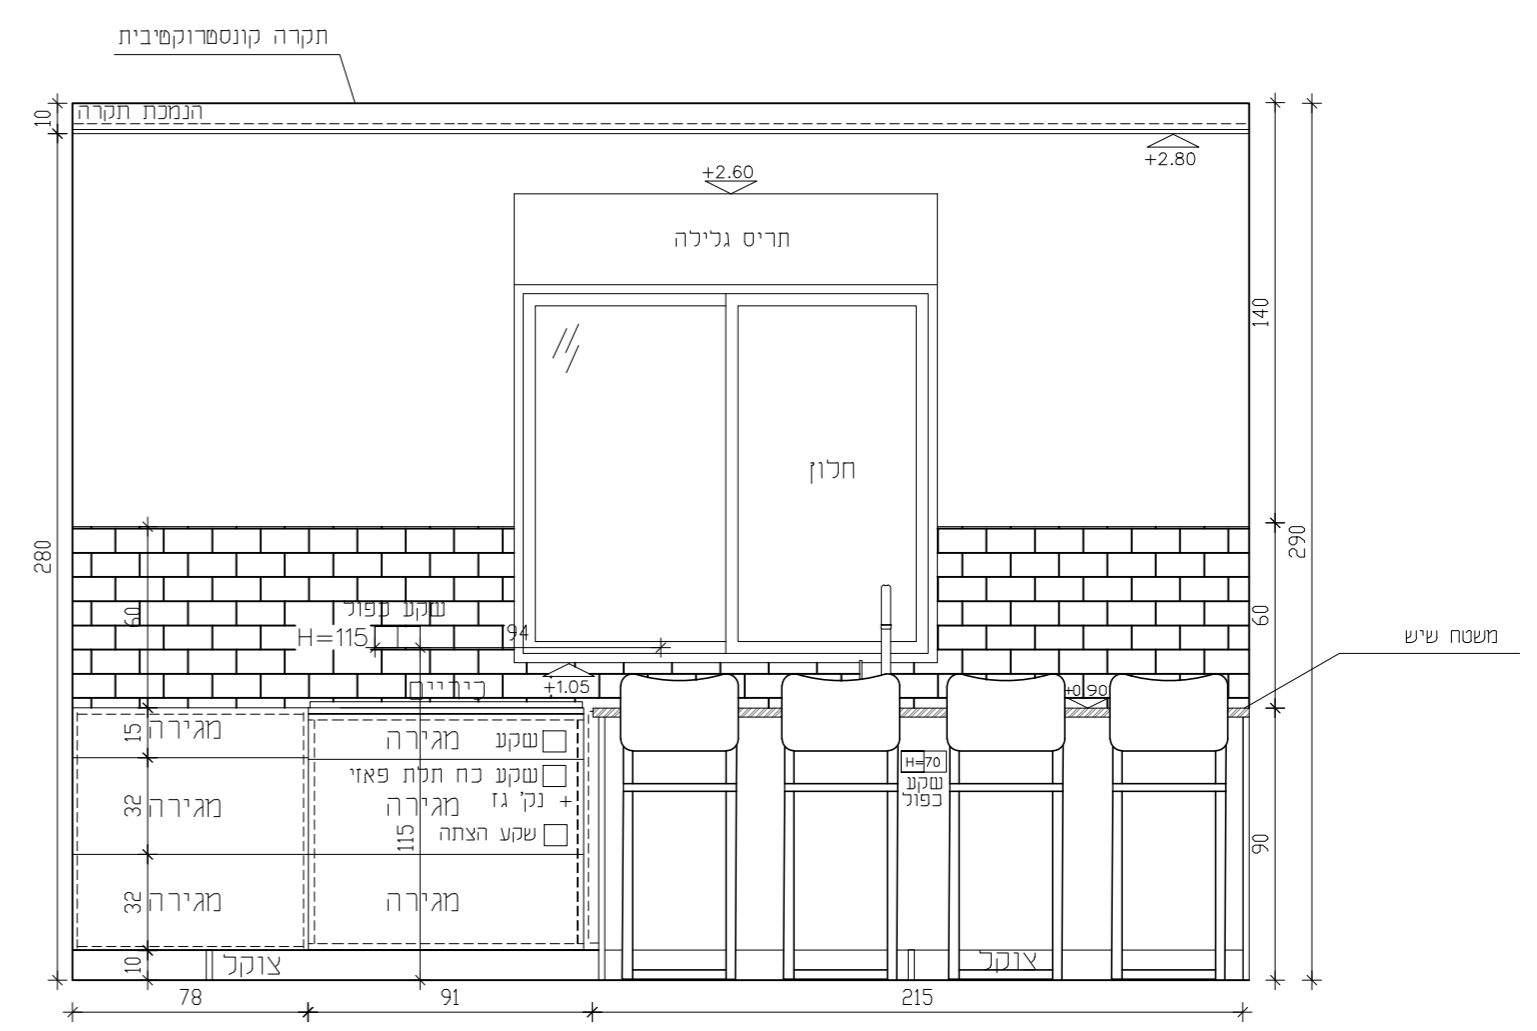 תקרה קונסטרוקטיבית
הנמכת תקרה
10
+2.80
+2.60
תריס גלילה
140
חלון
280
290
60
שקע כפול
H=115
94
60
משטח שיש
+1.05
כיריים
+0.90
15
מגירה
מגירה
שקע
שקע כח תלת פאזי
+ נק' גז
שקע הצתה
H=70
שקע
כפול
32
מגירה
מגירה
115
90
32
מגירה
מגירה
10
צוקל
צוקל
78
91
215